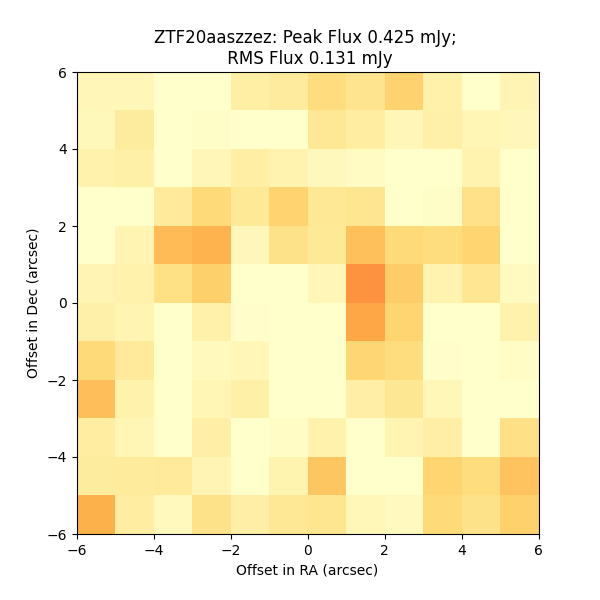 ZTF20aaszzez: Peak Flux 0.425 mJy;
RMS Flux 0.131 mJy
6
4
2
0
−2
−4
−6
Offset in Dec (arcsec)
−6 −4 −2 0 2 4 6
Offset in RA (arcsec)